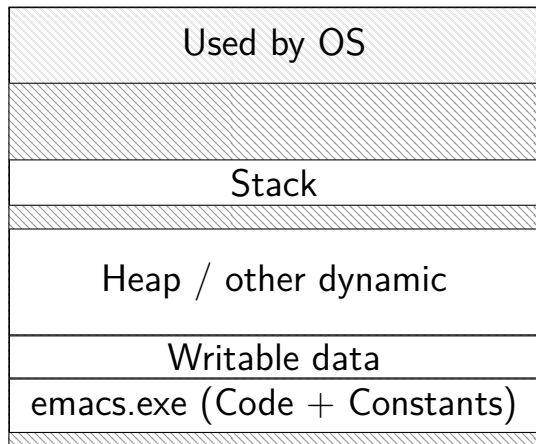 Used by OS
Stack
Heap / other dynamic
Writable data
emacs.exe (Code + Constants)